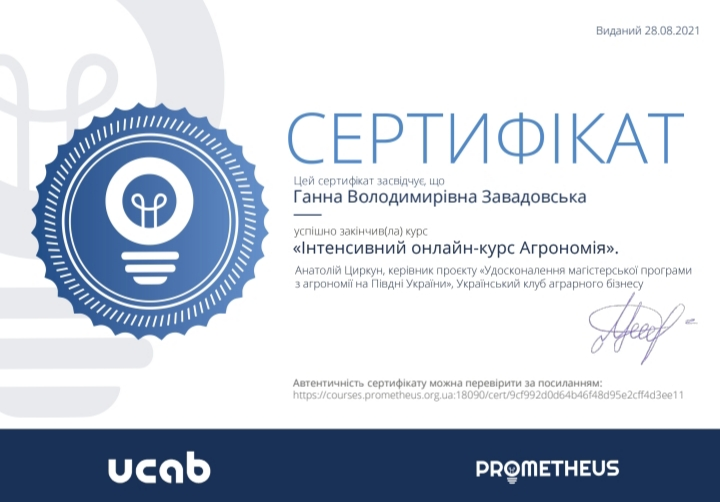 Виданий 28.08.2021
СЕРТИФІКАТ
Цей сертифікат засвідчує, що
Ганна Володимирівна Завадовська
успішно закінчив(ла) курс
«Інтенсивний онлайн-курс Агрономія».
Анатолій Циркун, керівник проєкту «Удосконалення магістерської програми
з агрономії на Півдні України», Український клуб аграрного бізнесу
Автентичність сертифікату можна перевірити за посиланням:
https://courses.prometheus.org.ua:18090/cert/9cf992d0d64b46f48d95e2cff4d3ee11
ucab
PROMETHEUS